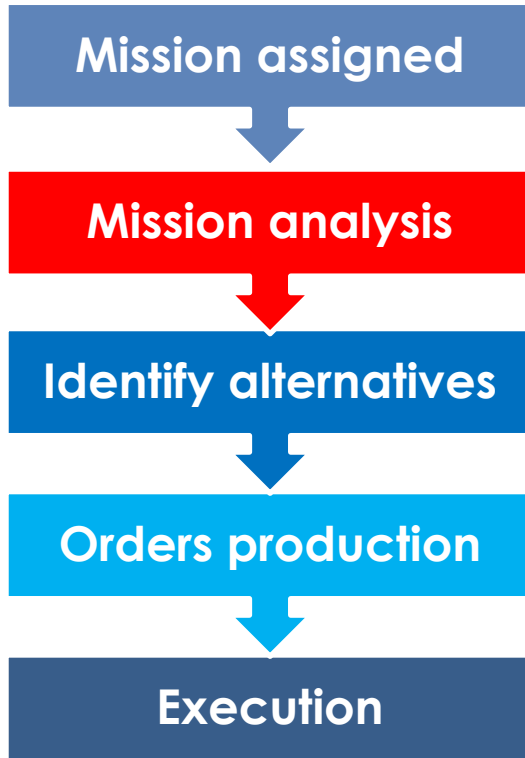 Mission assigned
Mission analysis
Identify alternatives
Orders production
Execution